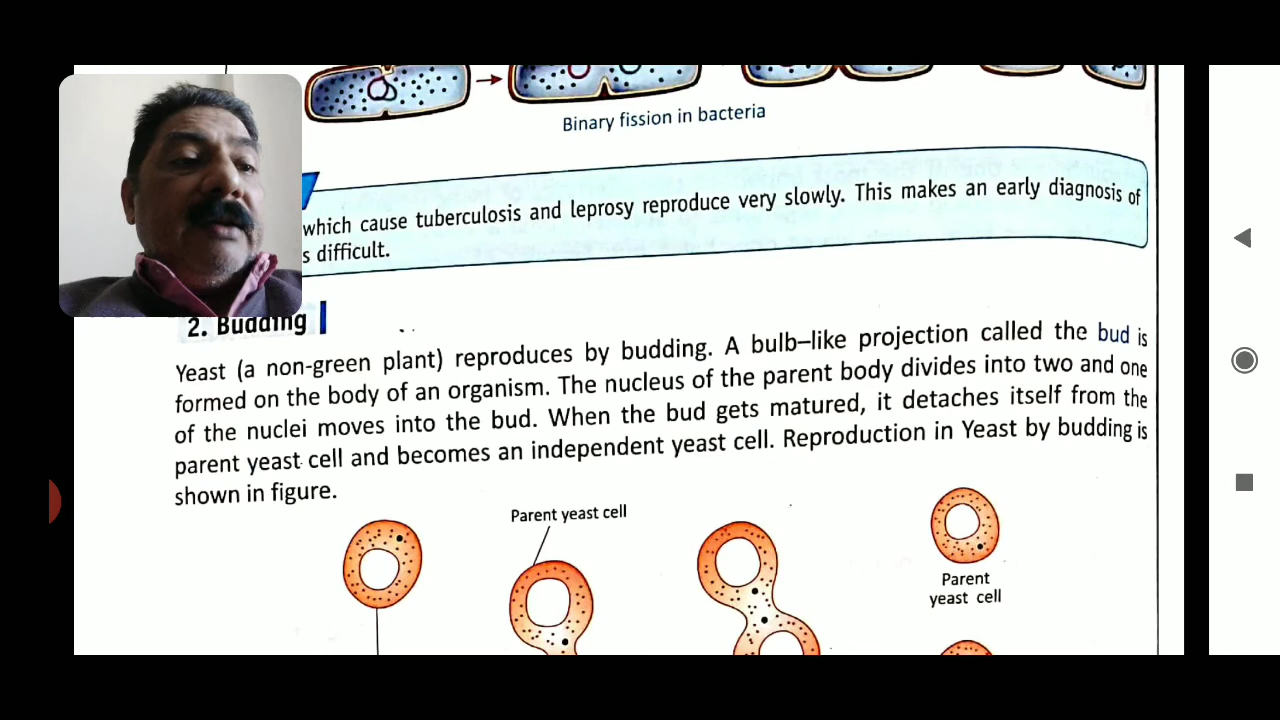 Binary fission in bacteria
which cause tuberculosis and leprosy reproduce very slowly. This makes an early diagnosis of
s difficult.
2. Budding
Yeast (a non-green plant) reproduces by budding. A bulb–like projection called the bud is
formed on the body of an organism. The nucleus of the parent body divides into two and one
of the nuclei moves into the bud. When the bud gets matured, it detaches itself from the
parent yeast cell and becomes an independent yeast cell. Reproduction in Yeast by budding is
shown in figure.
Parent yeast cell
Parent
yeast cell